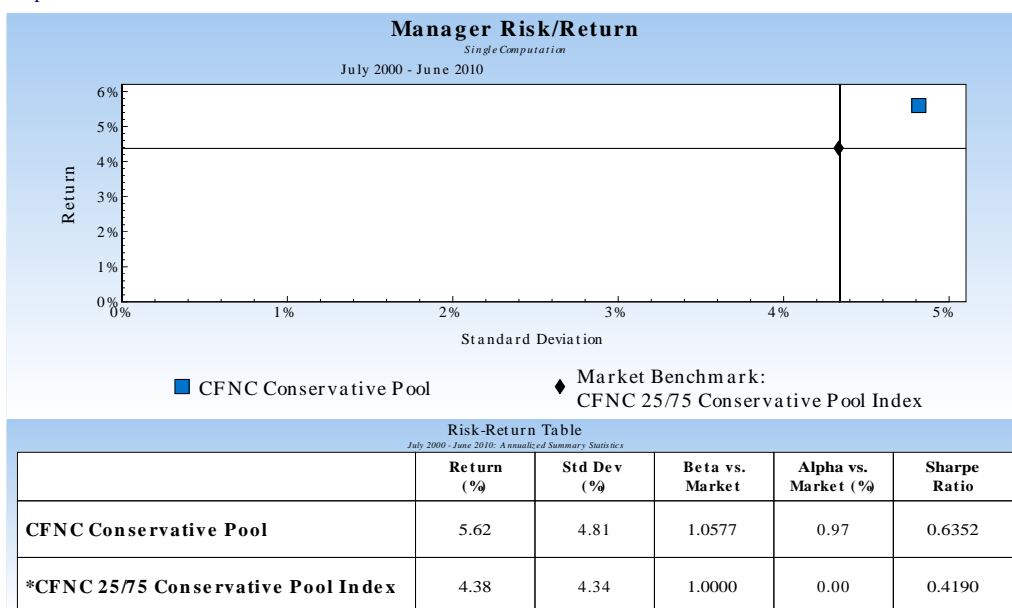 Manager Risk/Return
Single Computation
July 2000 - June 2010
6%
5%
4%
3%
2%
1%
0%
Return
0%
1%
2%
3%
4%
5%
Standard Deviation
CFNC Conservative Pool
Market Benchmark:
CFNC 25/75 Conservative Pool Index
Risk-Return Table
July 2000 - June 2010: Annualized Summary Statistics
Return (%) Std Dev (%) Beta vs. Market Alpha vs. Market (%) Sharpe Ratio
CFNC Conservative Pool 5.62 4.81 1.0577 0.97 0.6352
*CFNC 25/75 Conservative Pool Index 4.38 4.34 1.0000 0.00 0.4190